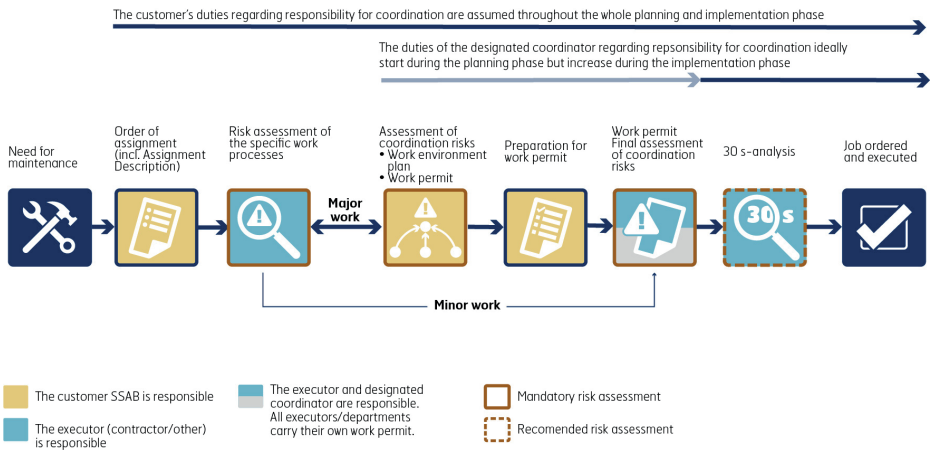 The customer's duties regarding responsibility for coordination are assumed throughout the whole planning and implementation phase
The duties of the designated coordinator regarding repsonsibility for coordination ideally
start during the planning phase but increase during the implementation phase
Need for
maintenance
Order of
assignment
(incl. Assignment
Description)
Risk assessment of
the specific work
processes
Assessment of
coordination risks
• Work environment
plan
• Work permit
Preparation for
work permit
Work permit
Final assessment
of coordination
risks
30 s-analysis
Job ordered
and executed
Major
work
30 s
Minor work
The customer SSAB is responsible
The executor (contractor/other)
is responsible
The executor and designated
coordinator are responsible.
All executors/departments
carry their own work permit.
Mandatory risk assessment
Recomended risk assessment